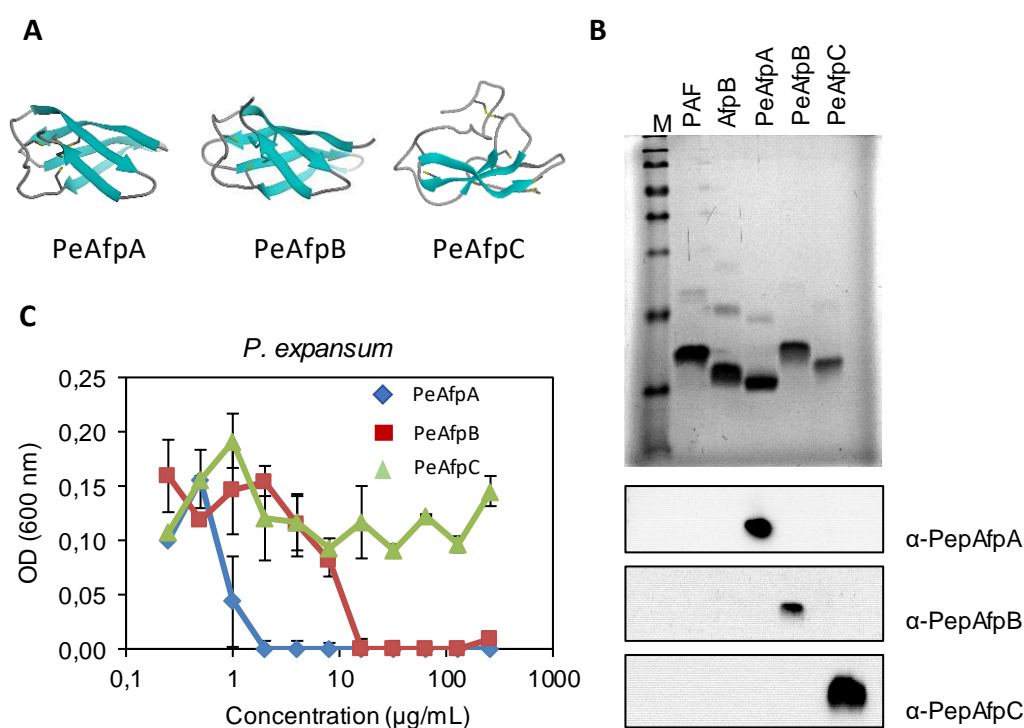 A
PeAfpA PeAfpB PeAfpC
B
M PAF AfpB PeAfpA PeAfpB PeAfpC
α-PepAfpA
α-PepAfpB
α-PepAfpC
C
P. expansum
PeAfpA
PeAfpB
PeAfpC
OD (600 nm)
0,25
0,20
0,15
0,10
0,05
0,00
0,1 1 10 100 1000
Concentration (µg/mL)